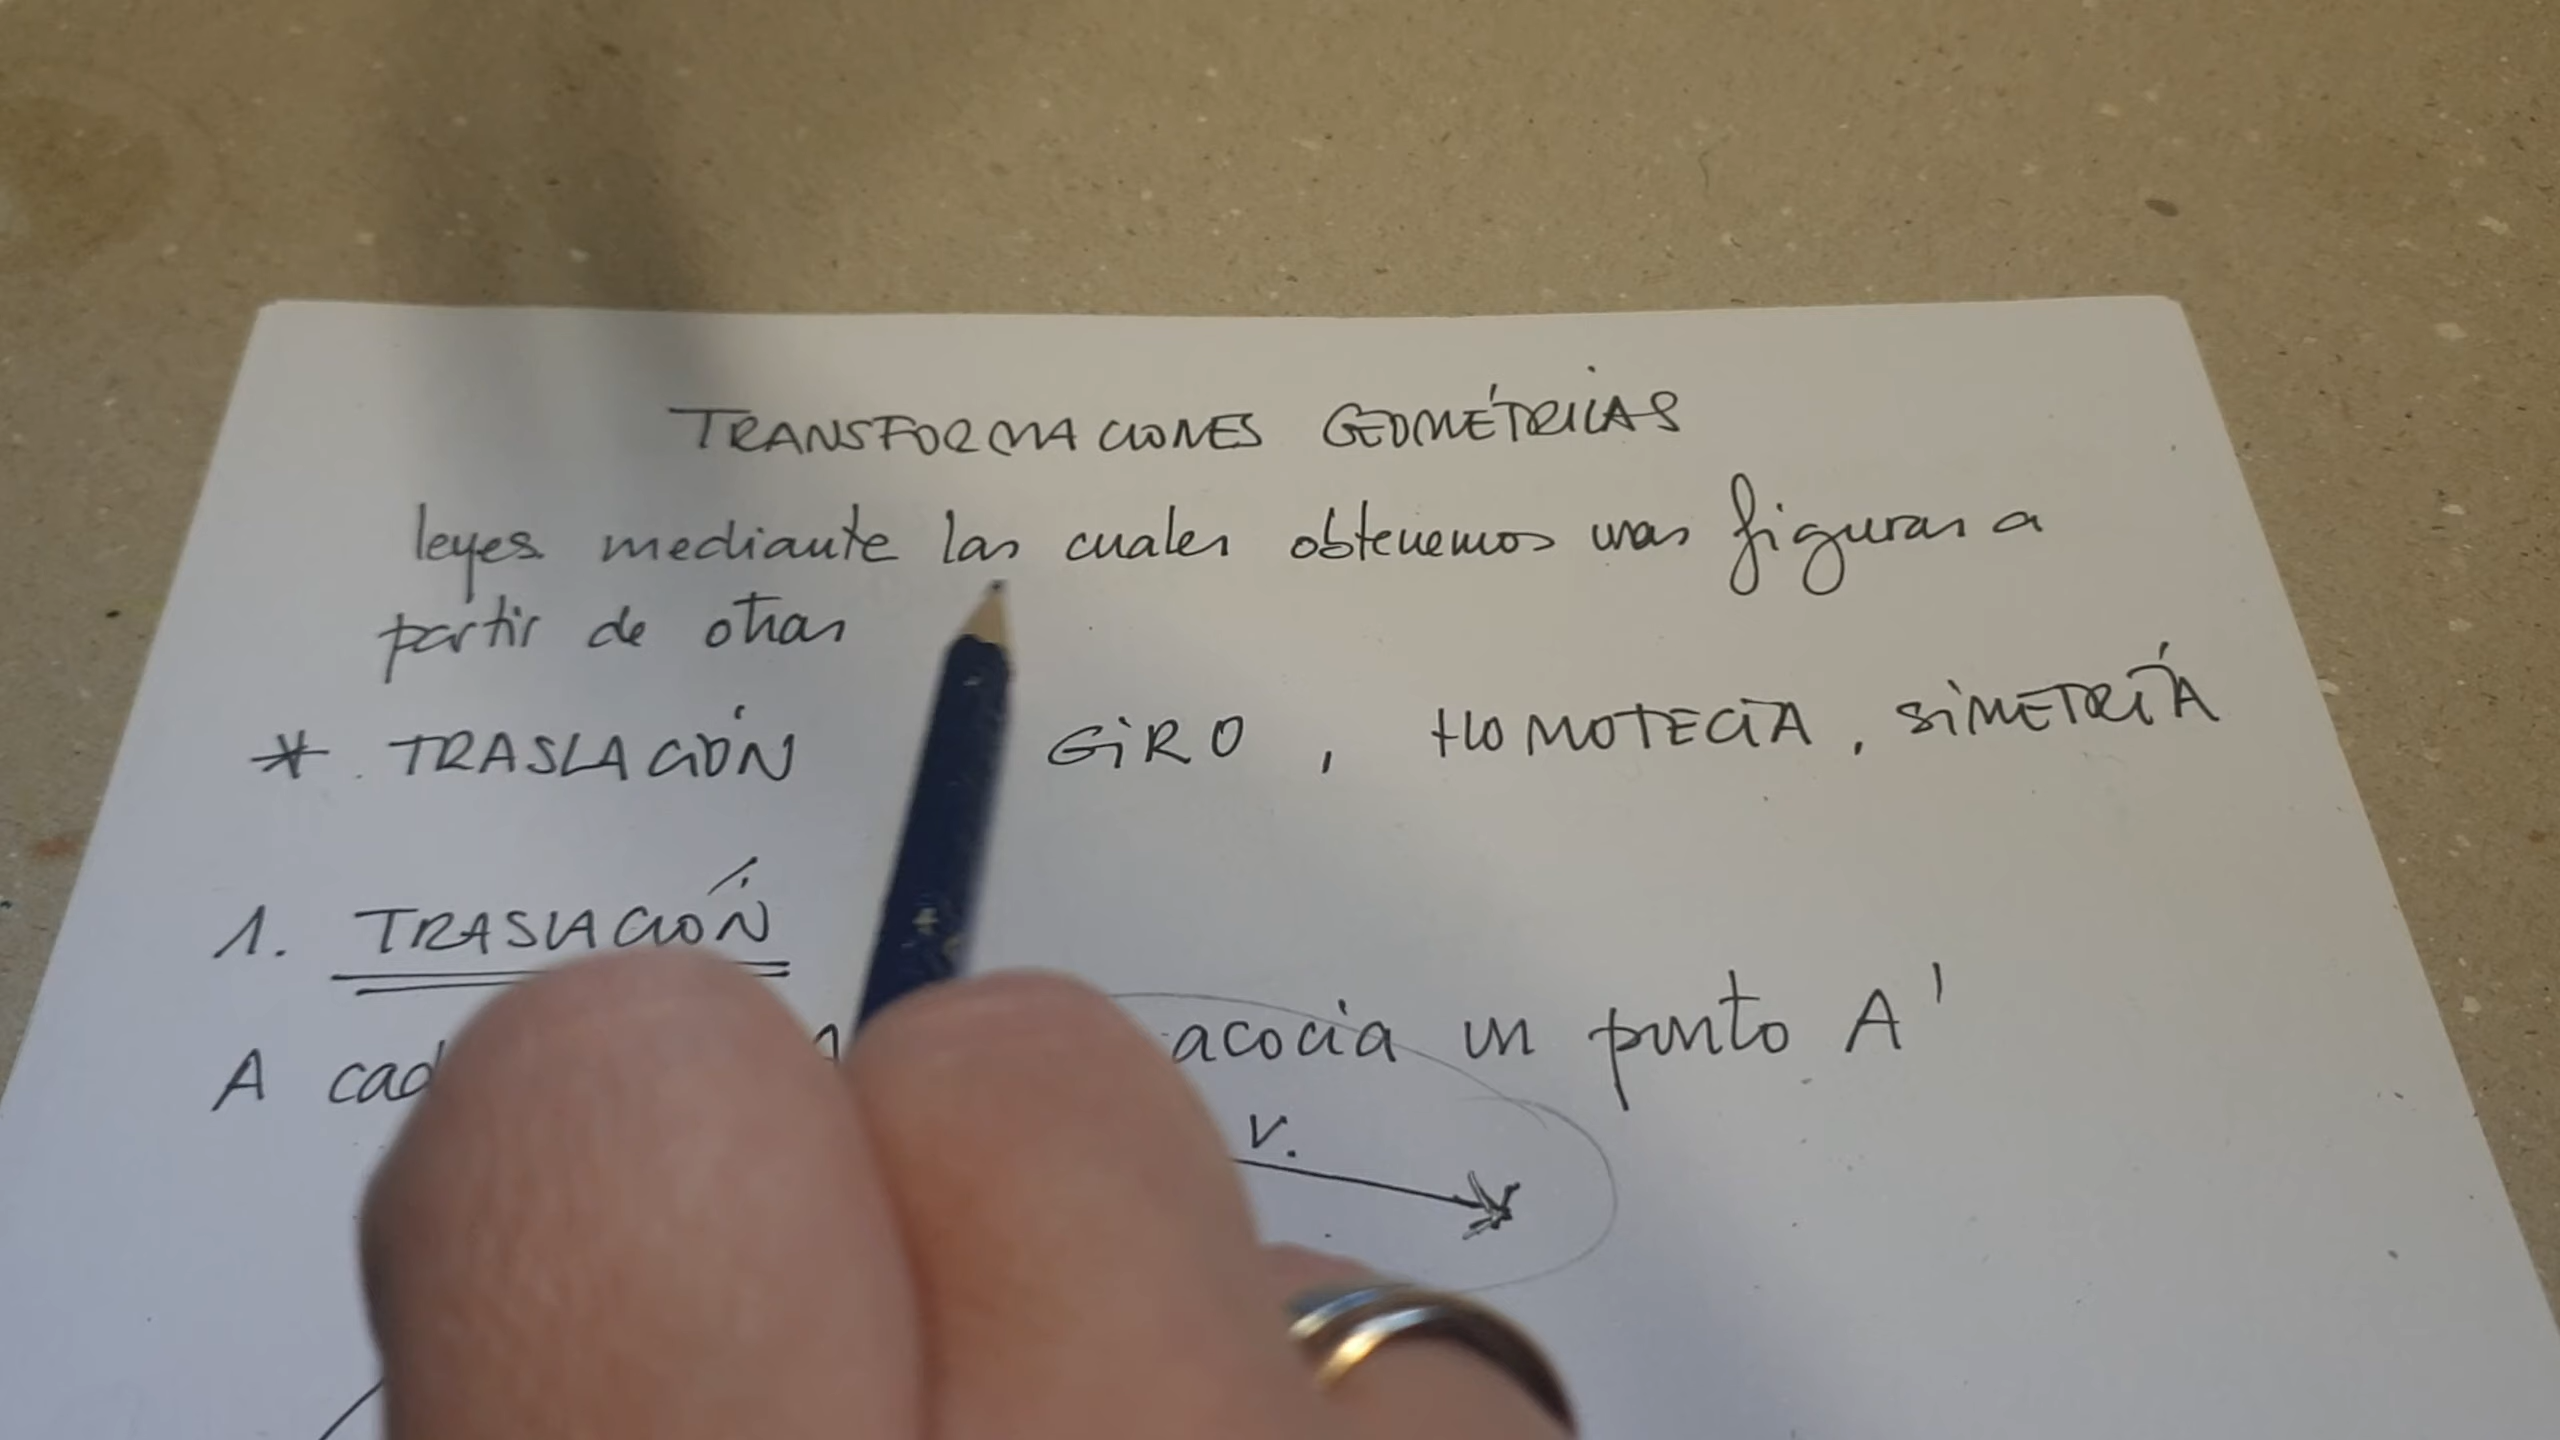 TRANSFORMACIONES GEOMÉTRICAS
leyes mediante las cuales obtenemos unas figuras a
partir de otras
* TRASLACIÓN GIRO , HOMOTECIA , SIMETRÍA
1. TRASLACIÓN
A cad acocia un punto A'
V.